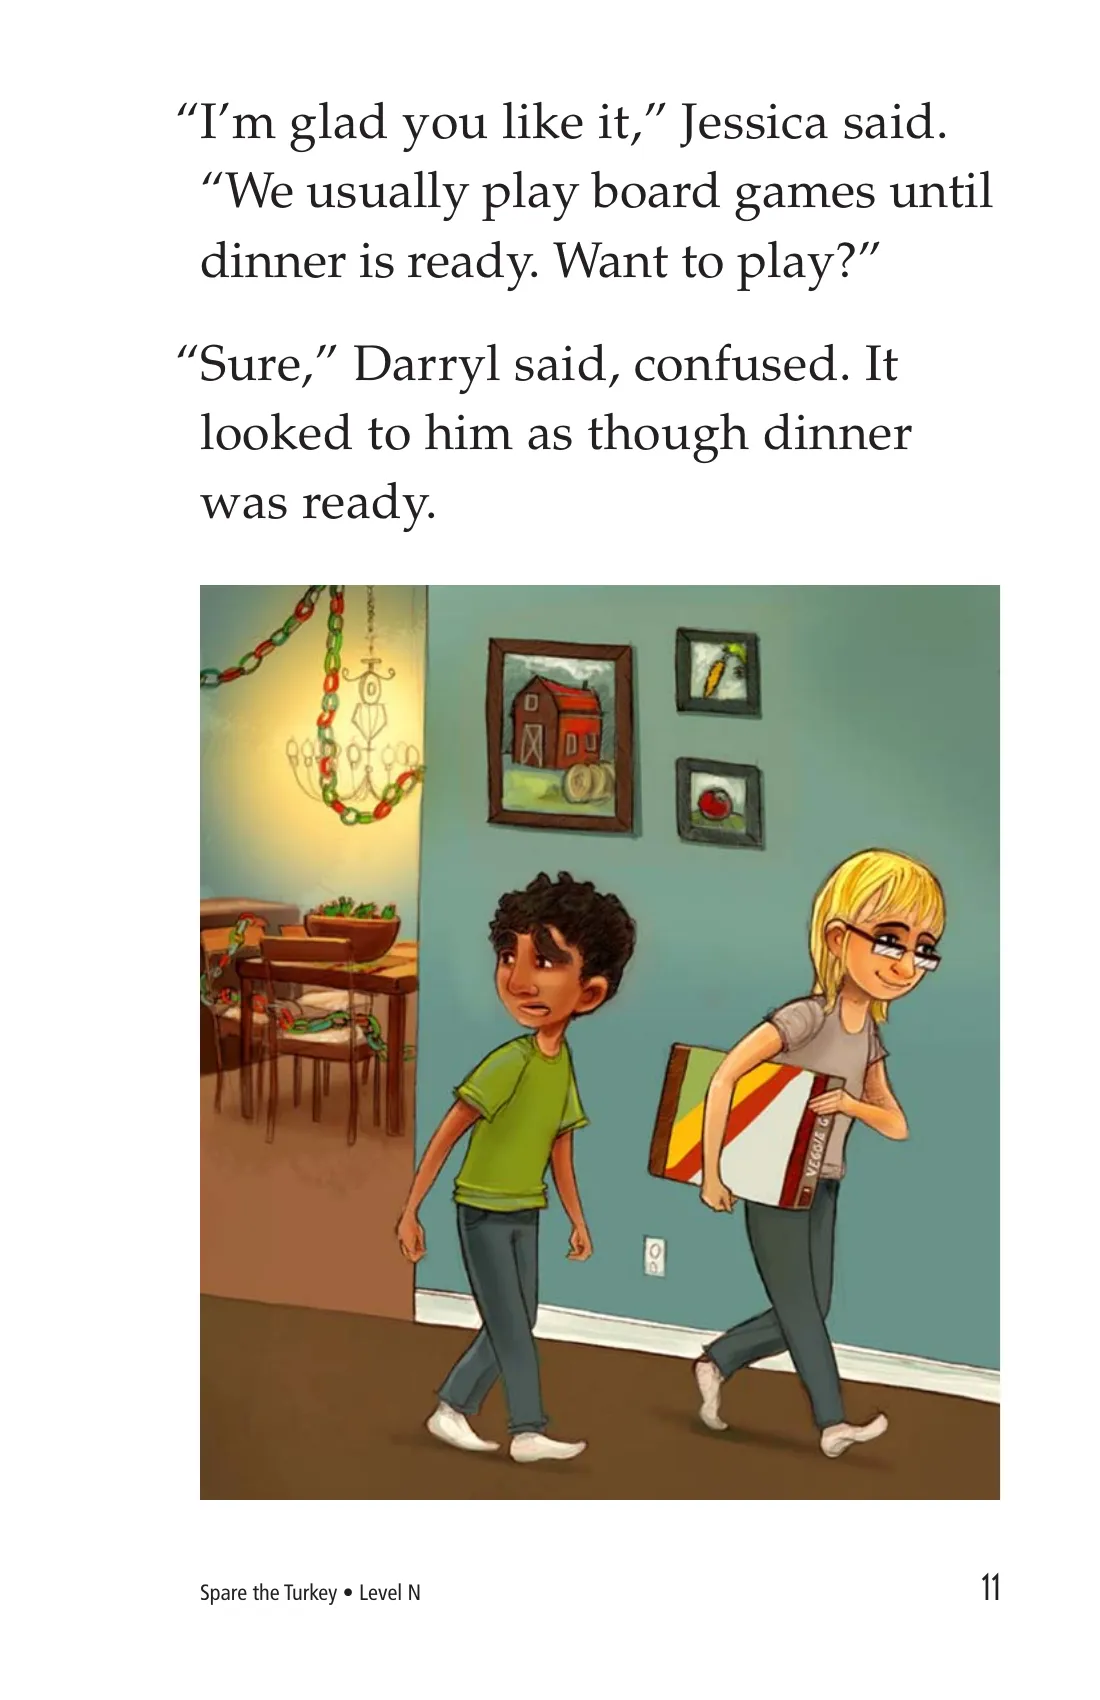 “I’m glad you like it,” Jessica said.
“We usually play board games until
dinner is ready. Want to play?”
“Sure,” Darryl said, confused. It
looked to him as though dinner
was ready.
VEGGIE G
Spare the Turkey • Level N
11